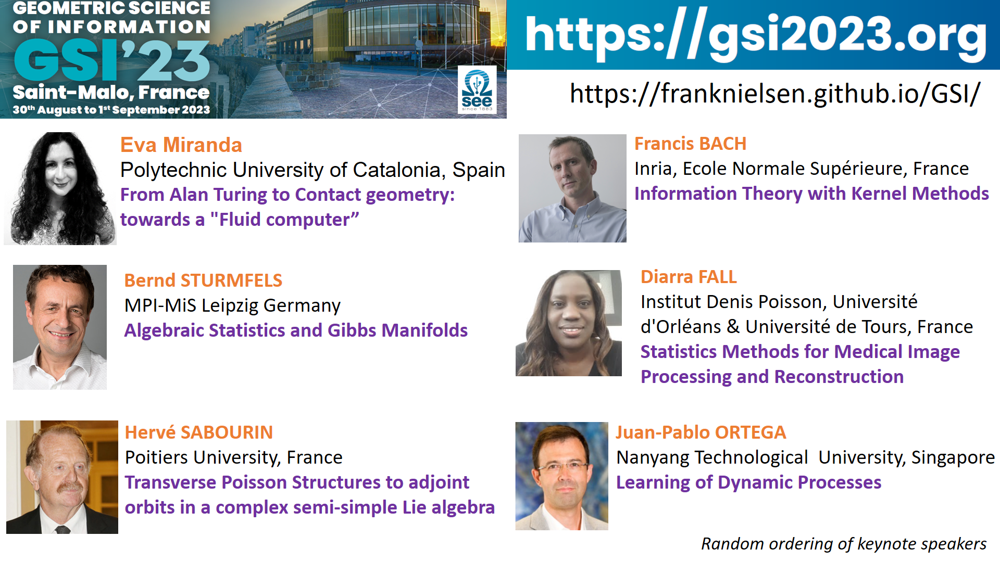 GEOMETRIC SCIENCE
OF INFORMATION
GSI'23
Saint-Malo, France
30th August to 1st September 2023
see
since 1883
https://gsi2023.org
https://franknielsen.github.io/GSI/
Eva Miranda
Polytechnic University of Catalonia, Spain
From Alan Turing to Contact geometry:
towards a "Fluid computer”
Francis BACH
Inria, Ecole Normale Supérieure, France
Information Theory with Kernel Methods
Bernd STURMFELS
MPI-MiS Leipzig Germany
Algebraic Statistics and Gibbs Manifolds
Diarra FALL
Institut Denis Poisson, Université
d'Orléans & Université de Tours, France
Statistics Methods for Medical Image
Processing and Reconstruction
Hervé SABOURIN
Poitiers University, France
Transverse Poisson Structures to adjoint
orbits in a complex semi-simple Lie algebra
Juan-Pablo ORTEGA
Nanyang Technological  University, Singapore
Learning of Dynamic Processes
Random ordering of keynote speakers